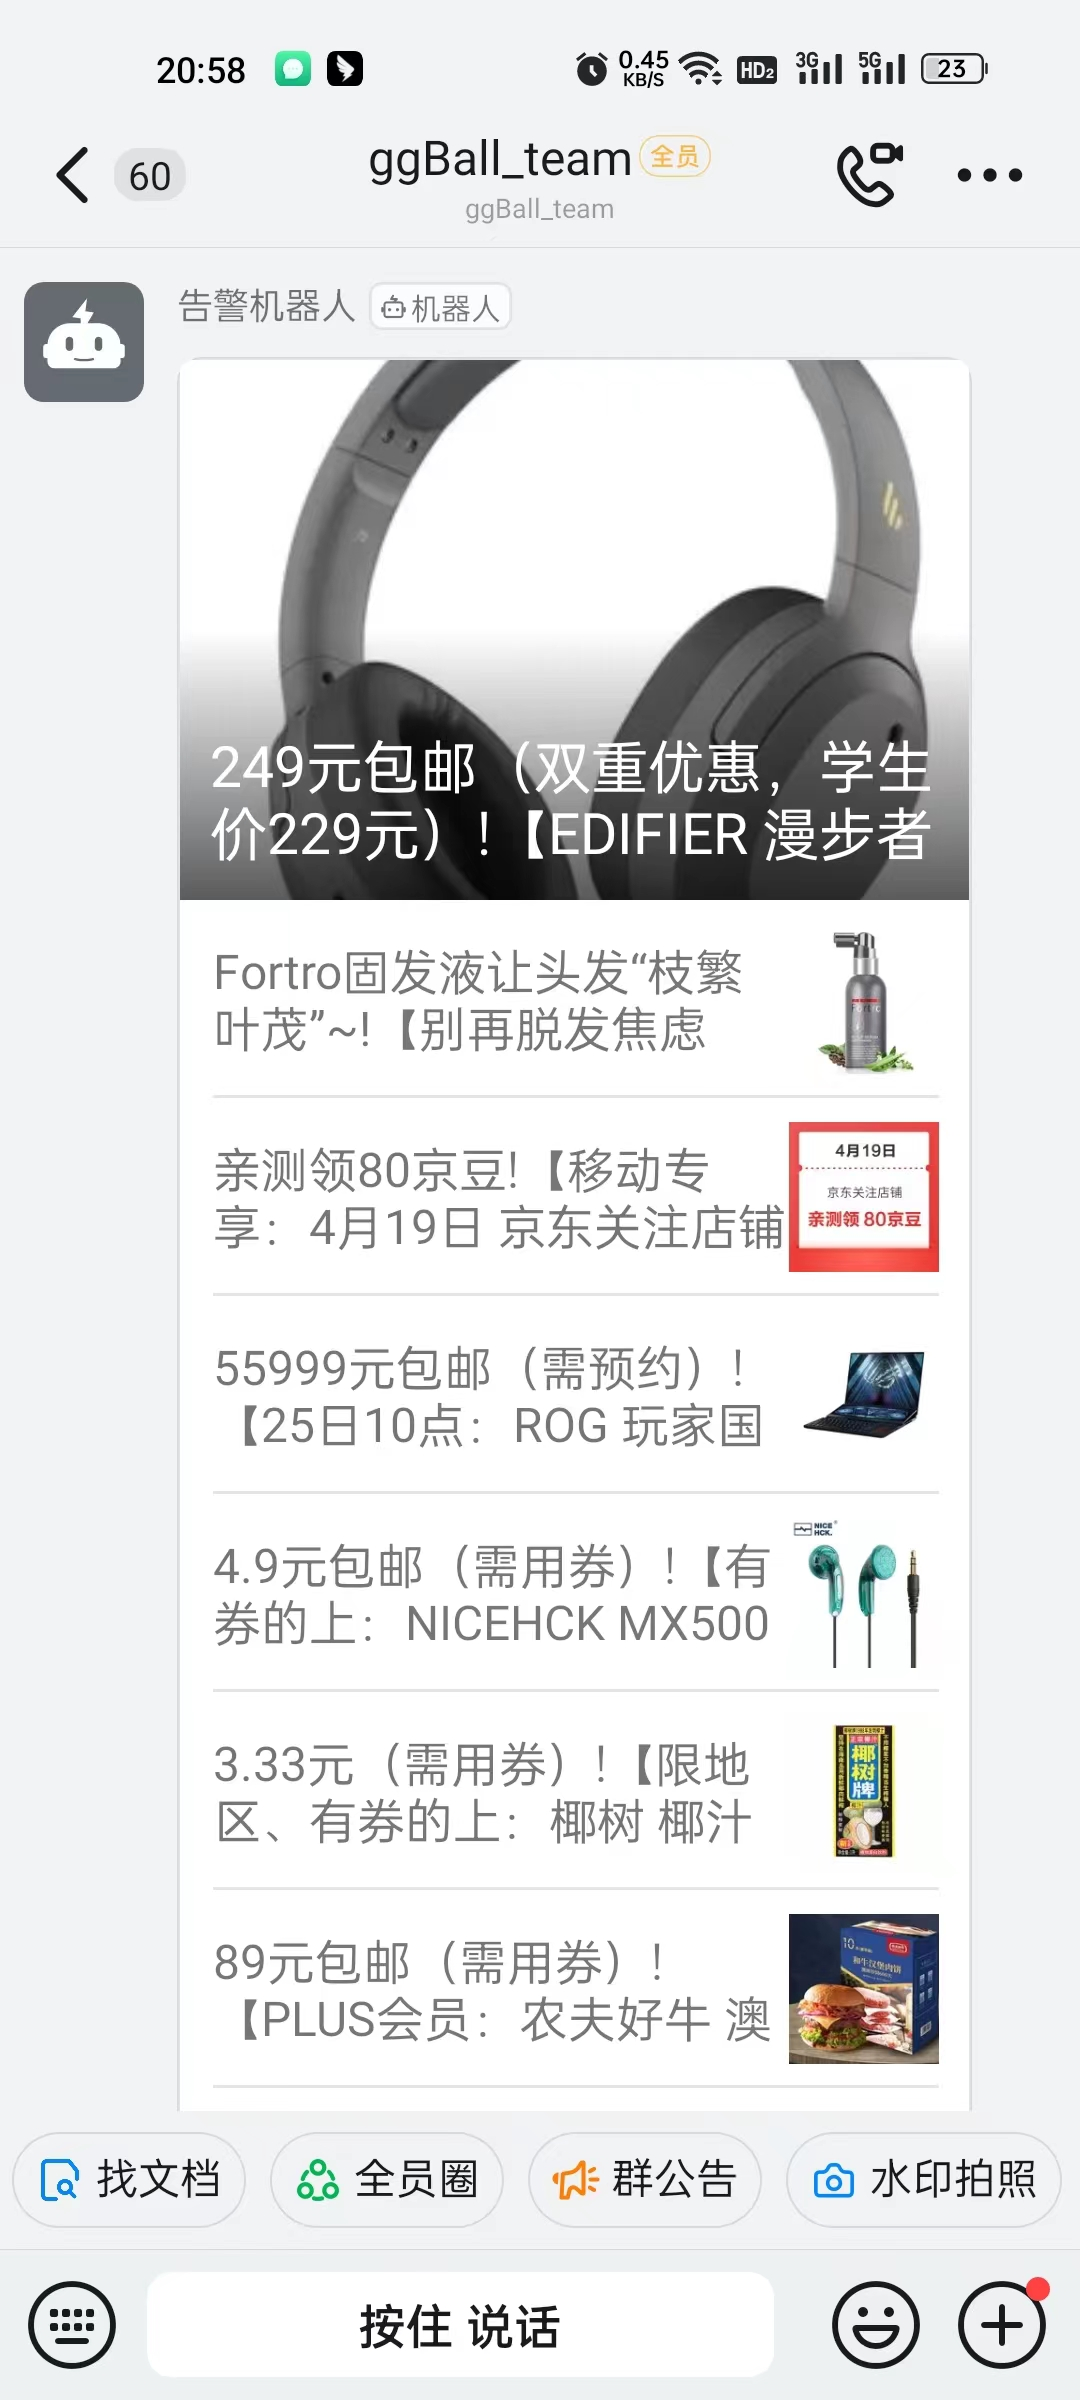 20:58
0.45
KB/S
HD2
3G
5G
23
60
ggBall_team
全员
ggBall_team
告警机器人
机器人
249元包邮（双重优惠，学生
价229元）！【EDIFIER 漫步者
Fortro固发液让头发“枝繁
叶茂”~!【别再脱发焦虑
Fortro
亲测领80京豆!【移动专
享：4月19日 京东关注店铺
4月19日
京东关注店铺
亲测领 80京豆
55999元包邮（需预约）！
【25日10点：ROG 玩家国
4.9元包邮（需用券）！【有
券的上：NICEHCK MX500
NICE
HCK.
3.33元（需用券）！【限地
区、有券的上：椰树 椰汁
椰树牌
89元包邮（需用券）！
【PLUS会员：农夫好牛 澳
10
和牛汉堡肉饼
找文档
全员圈
群公告
水印拍照
按住 说话